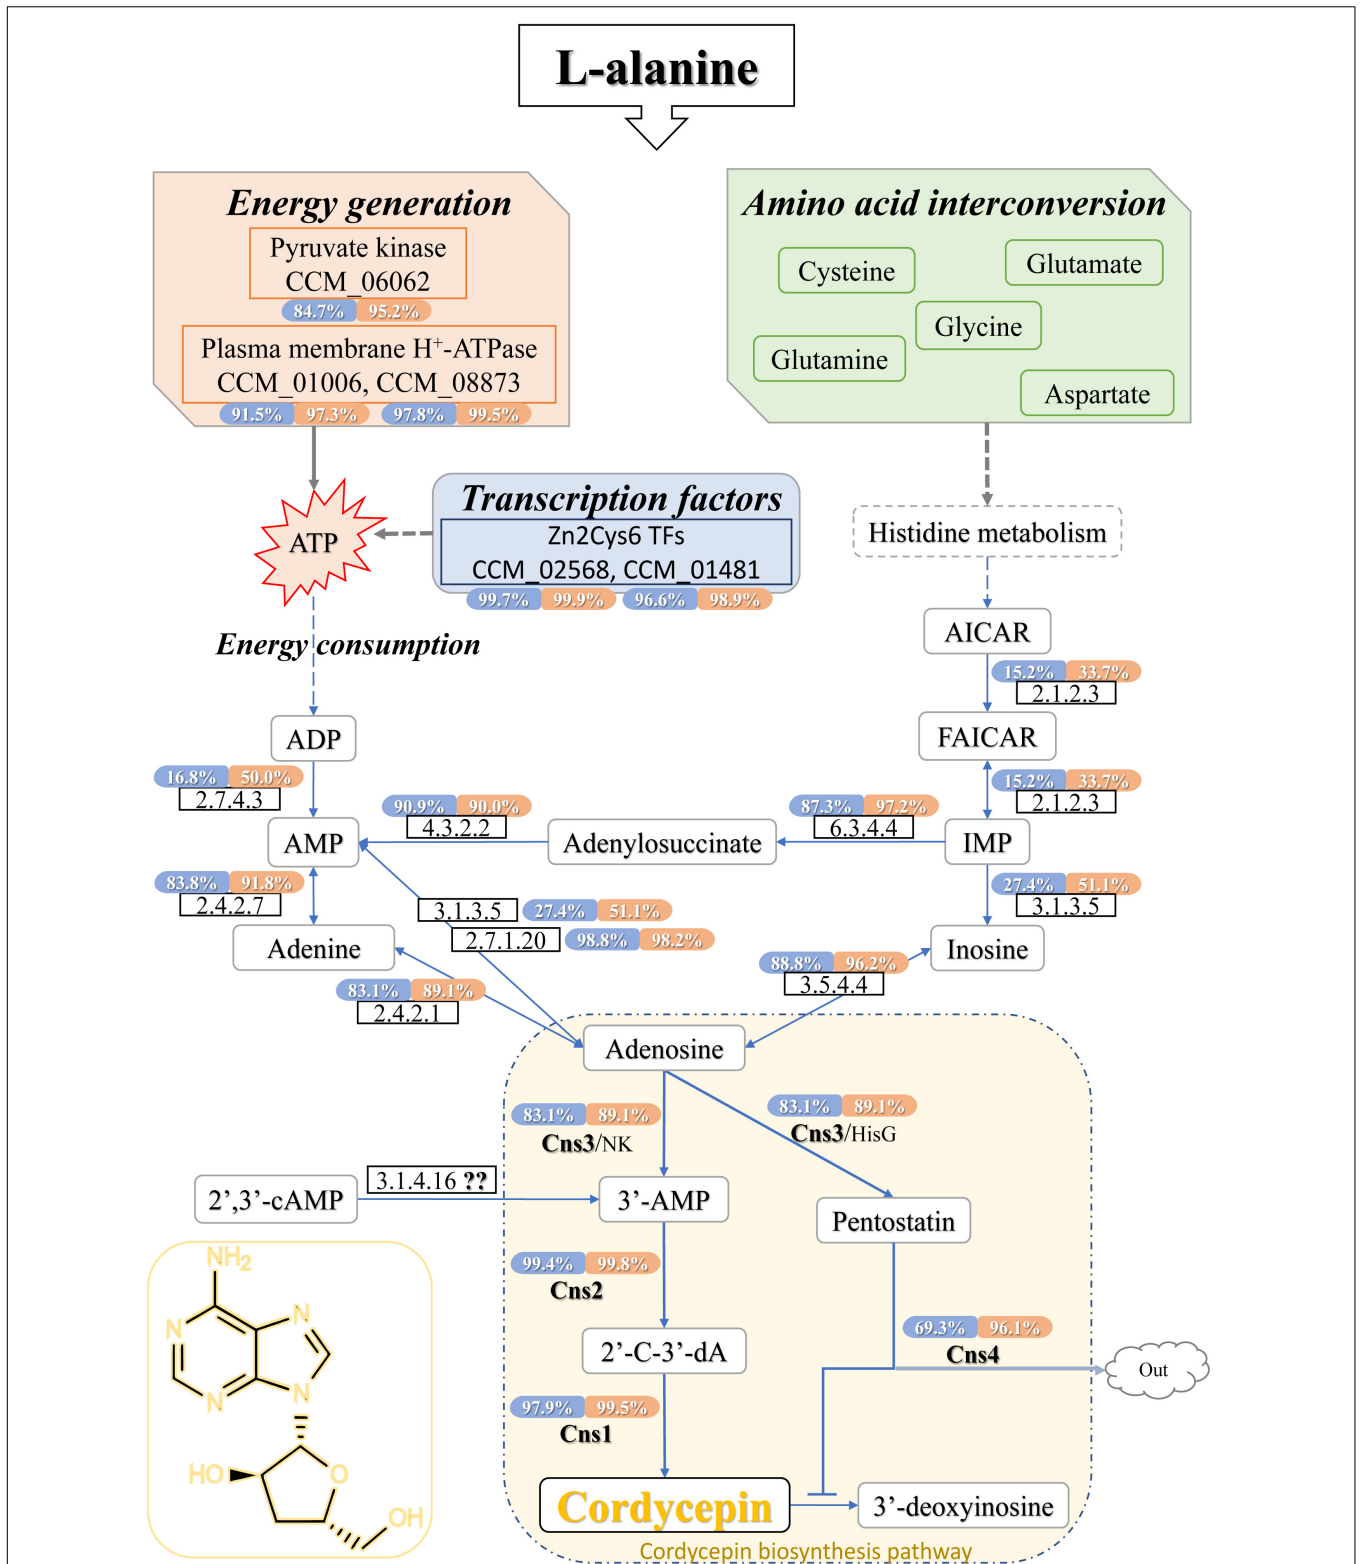 L-alanine
Energy generation
Pyruvate kinase
CCM_06062
84.7% 95.2%
Plasma membrane H⁺-ATPase
CCM_01006, CCM_08873
91.5% 97.3% 97.8% 99.5%
Amino acid interconversion
Cysteine
Glutamate
Glycine
Glutamine
Aspartate
Transcription factors
Zn2Cys6 TFs
CCM_02568, CCM_01481
99.7% 99.9% 96.6% 98.9%
ATP
Histidine metabolism
Energy consumption
AICAR
15.2% 33.7%
2.1.2.3
ADP
FAICAR
16.8% 50.0%
2.7.4.3
15.2% 33.7%
2.1.2.3
90.9% 90.0%
4.3.2.2
87.3% 97.2%
6.3.4.4
AMP
Adenylosuccinate
IMP
83.8% 91.8%
2.4.2.7
27.4% 51.1%
3.1.3.5
3.1.3.5 27.4% 51.1%
2.7.1.20 98.8% 98.2%
Adenine
Inosine
88.8% 96.2%
3.5.4.4
83.1% 89.1%
2.4.2.1
Adenosine
83.1% 89.1%
Cns3/NK
83.1% 89.1%
Cns3/HisG
3.1.4.16 ??
2’,3’-cAMP
3’-AMP
Pentostatin
99.4% 99.8%
Cns2
69.3% 96.1%
Cns4
2’-C-3’-dA
Out
97.9% 99.5%
Cns1
Cordycepin
3’-deoxyinosine
Cordycepin biosynthesis pathway
NH₂
N
N
N
N
HO
O
OH